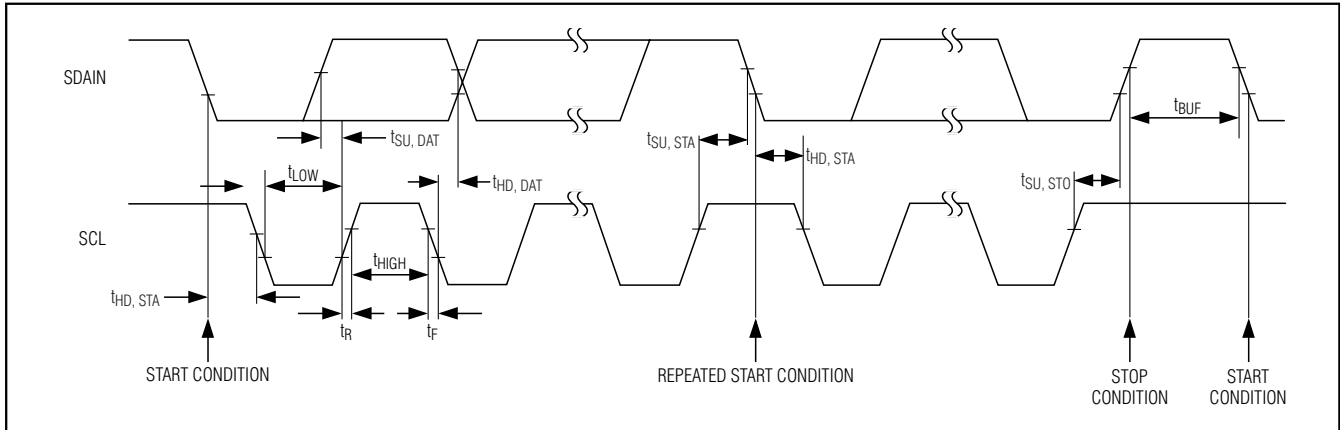 SDAIN
tSU, DAT
tSU, STA
tBUF
tHD, STA
tLOW
tHD, DAT
tSU, STO
SCL
tHIGH
tHD, STA
tR
tF
START CONDITION
REPEATED START CONDITION
STOP
CONDITION
START
CONDITION